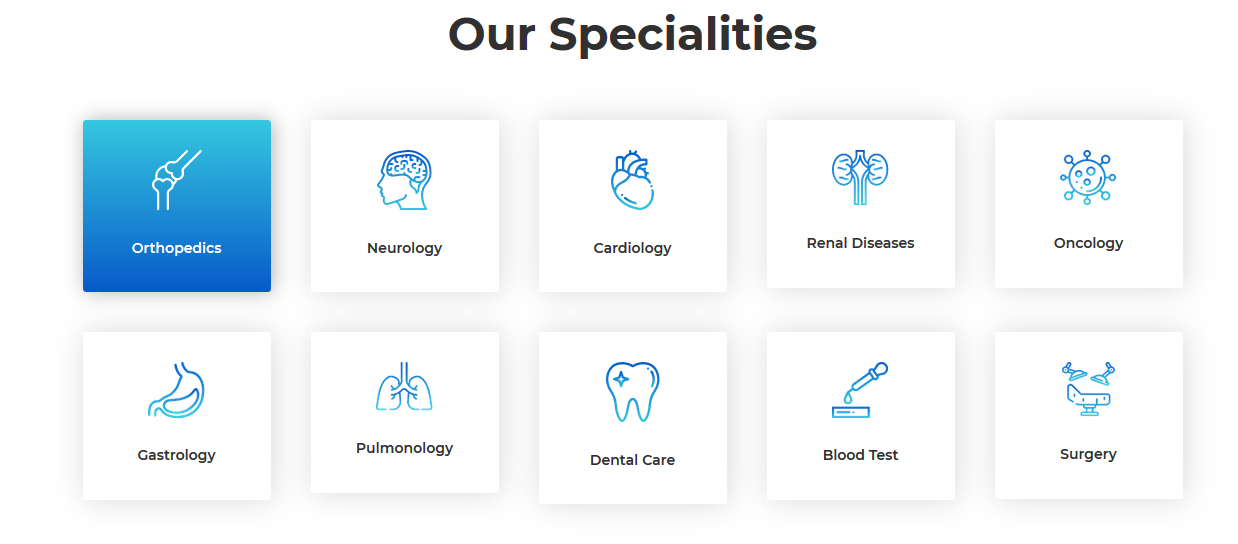 Our Specialities
Orthopedics
Neurology
Cardiology
Renal Diseases
Oncology
Gastrology
Pulmonology
Dental Care
Blood Test
Surgery